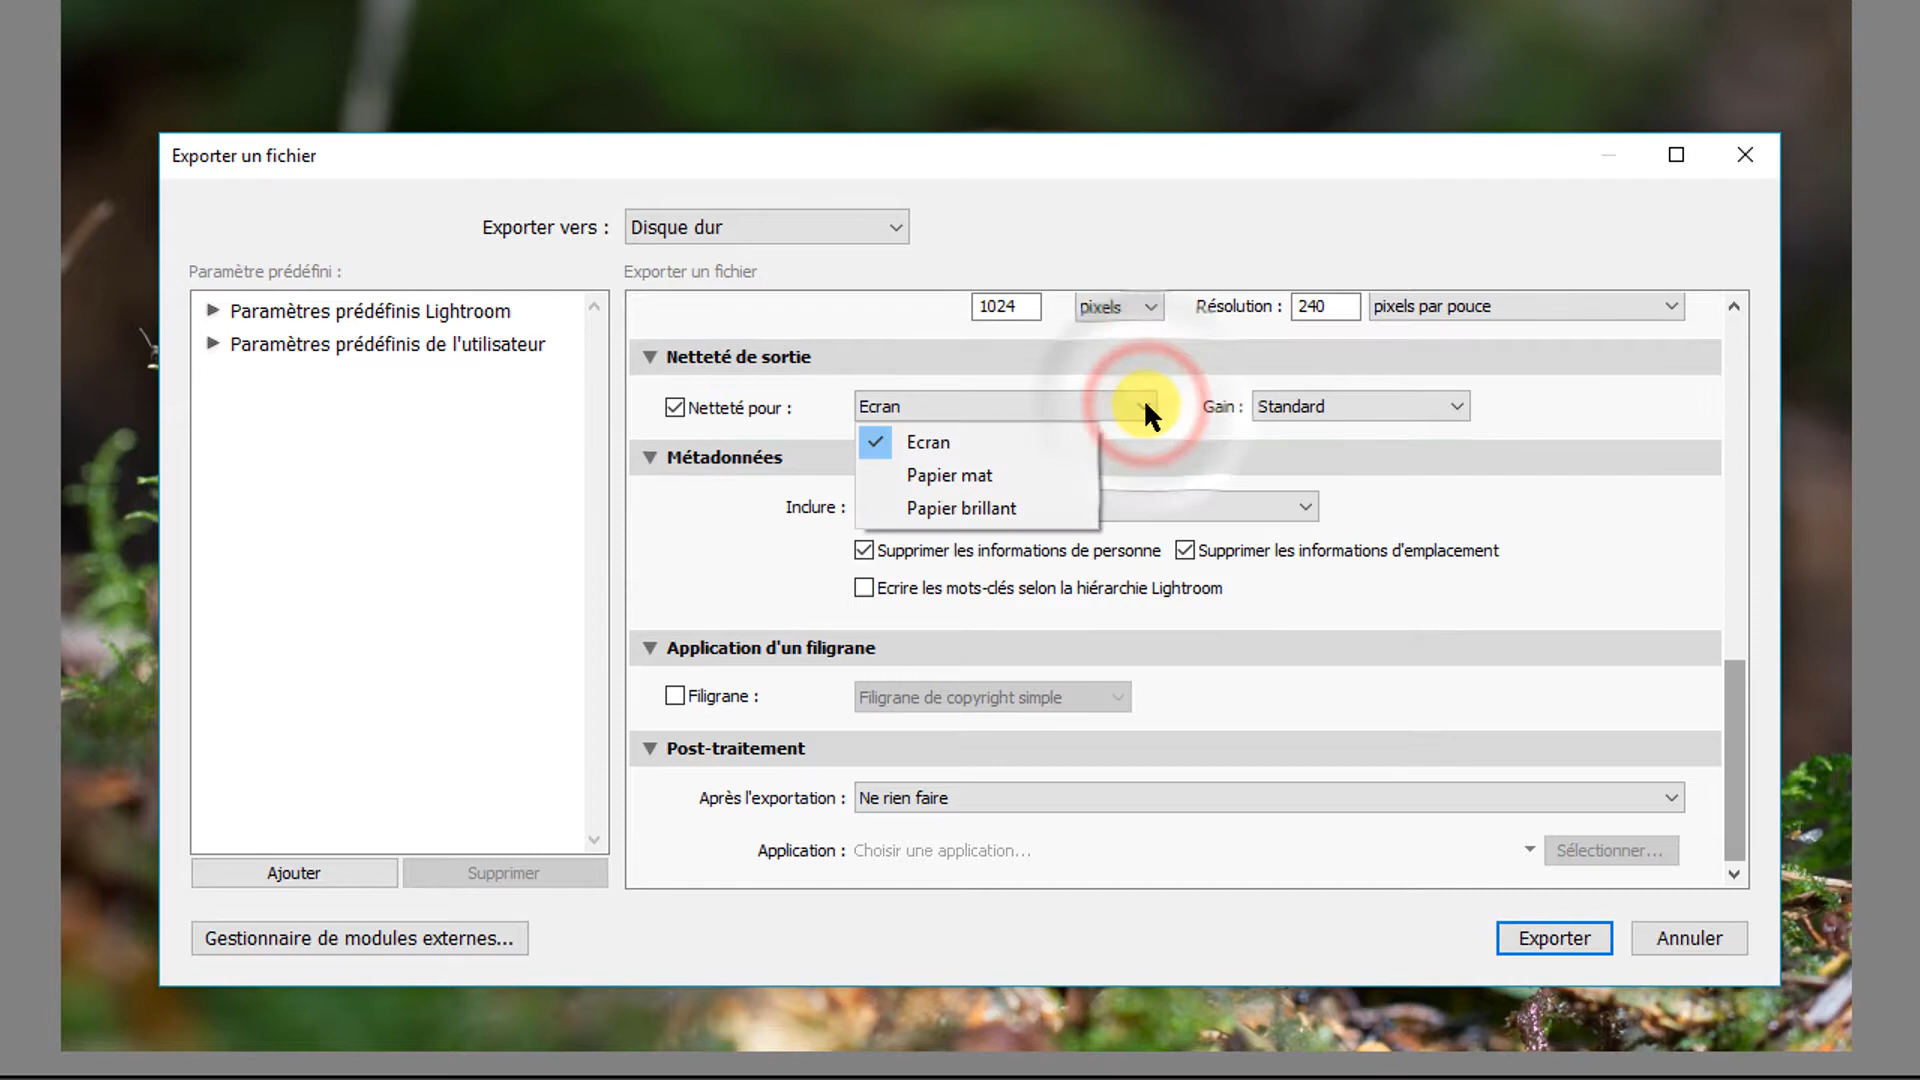 Exporter un fichier
Exporter vers : Disque dur
Paramètre prédéfini :
Exporter un fichier
Paramètres prédéfinis Lightroom
Paramètres prédéfinis de l'utilisateur
1024 pixels Résolution : 240 pixels par pouce
Netteté de sortie
Netteté pour : Ecran Gain : Standard
Ecran
Papier mat
Papier brillant
Métadonnées
Inclure :
Supprimer les informations de personne Supprimer les informations d'emplacement
Ecrire les mots-clés selon la hiérarchie Lightroom
Application d'un filigrane
Filigrane : Filigrane de copyright simple
Post-traitement
Après l'exportation : Ne rien faire
Application : Choisir une application... Sélectionner...
Ajouter Supprimer
Gestionnaire de modules externes...
Exporter Annuler